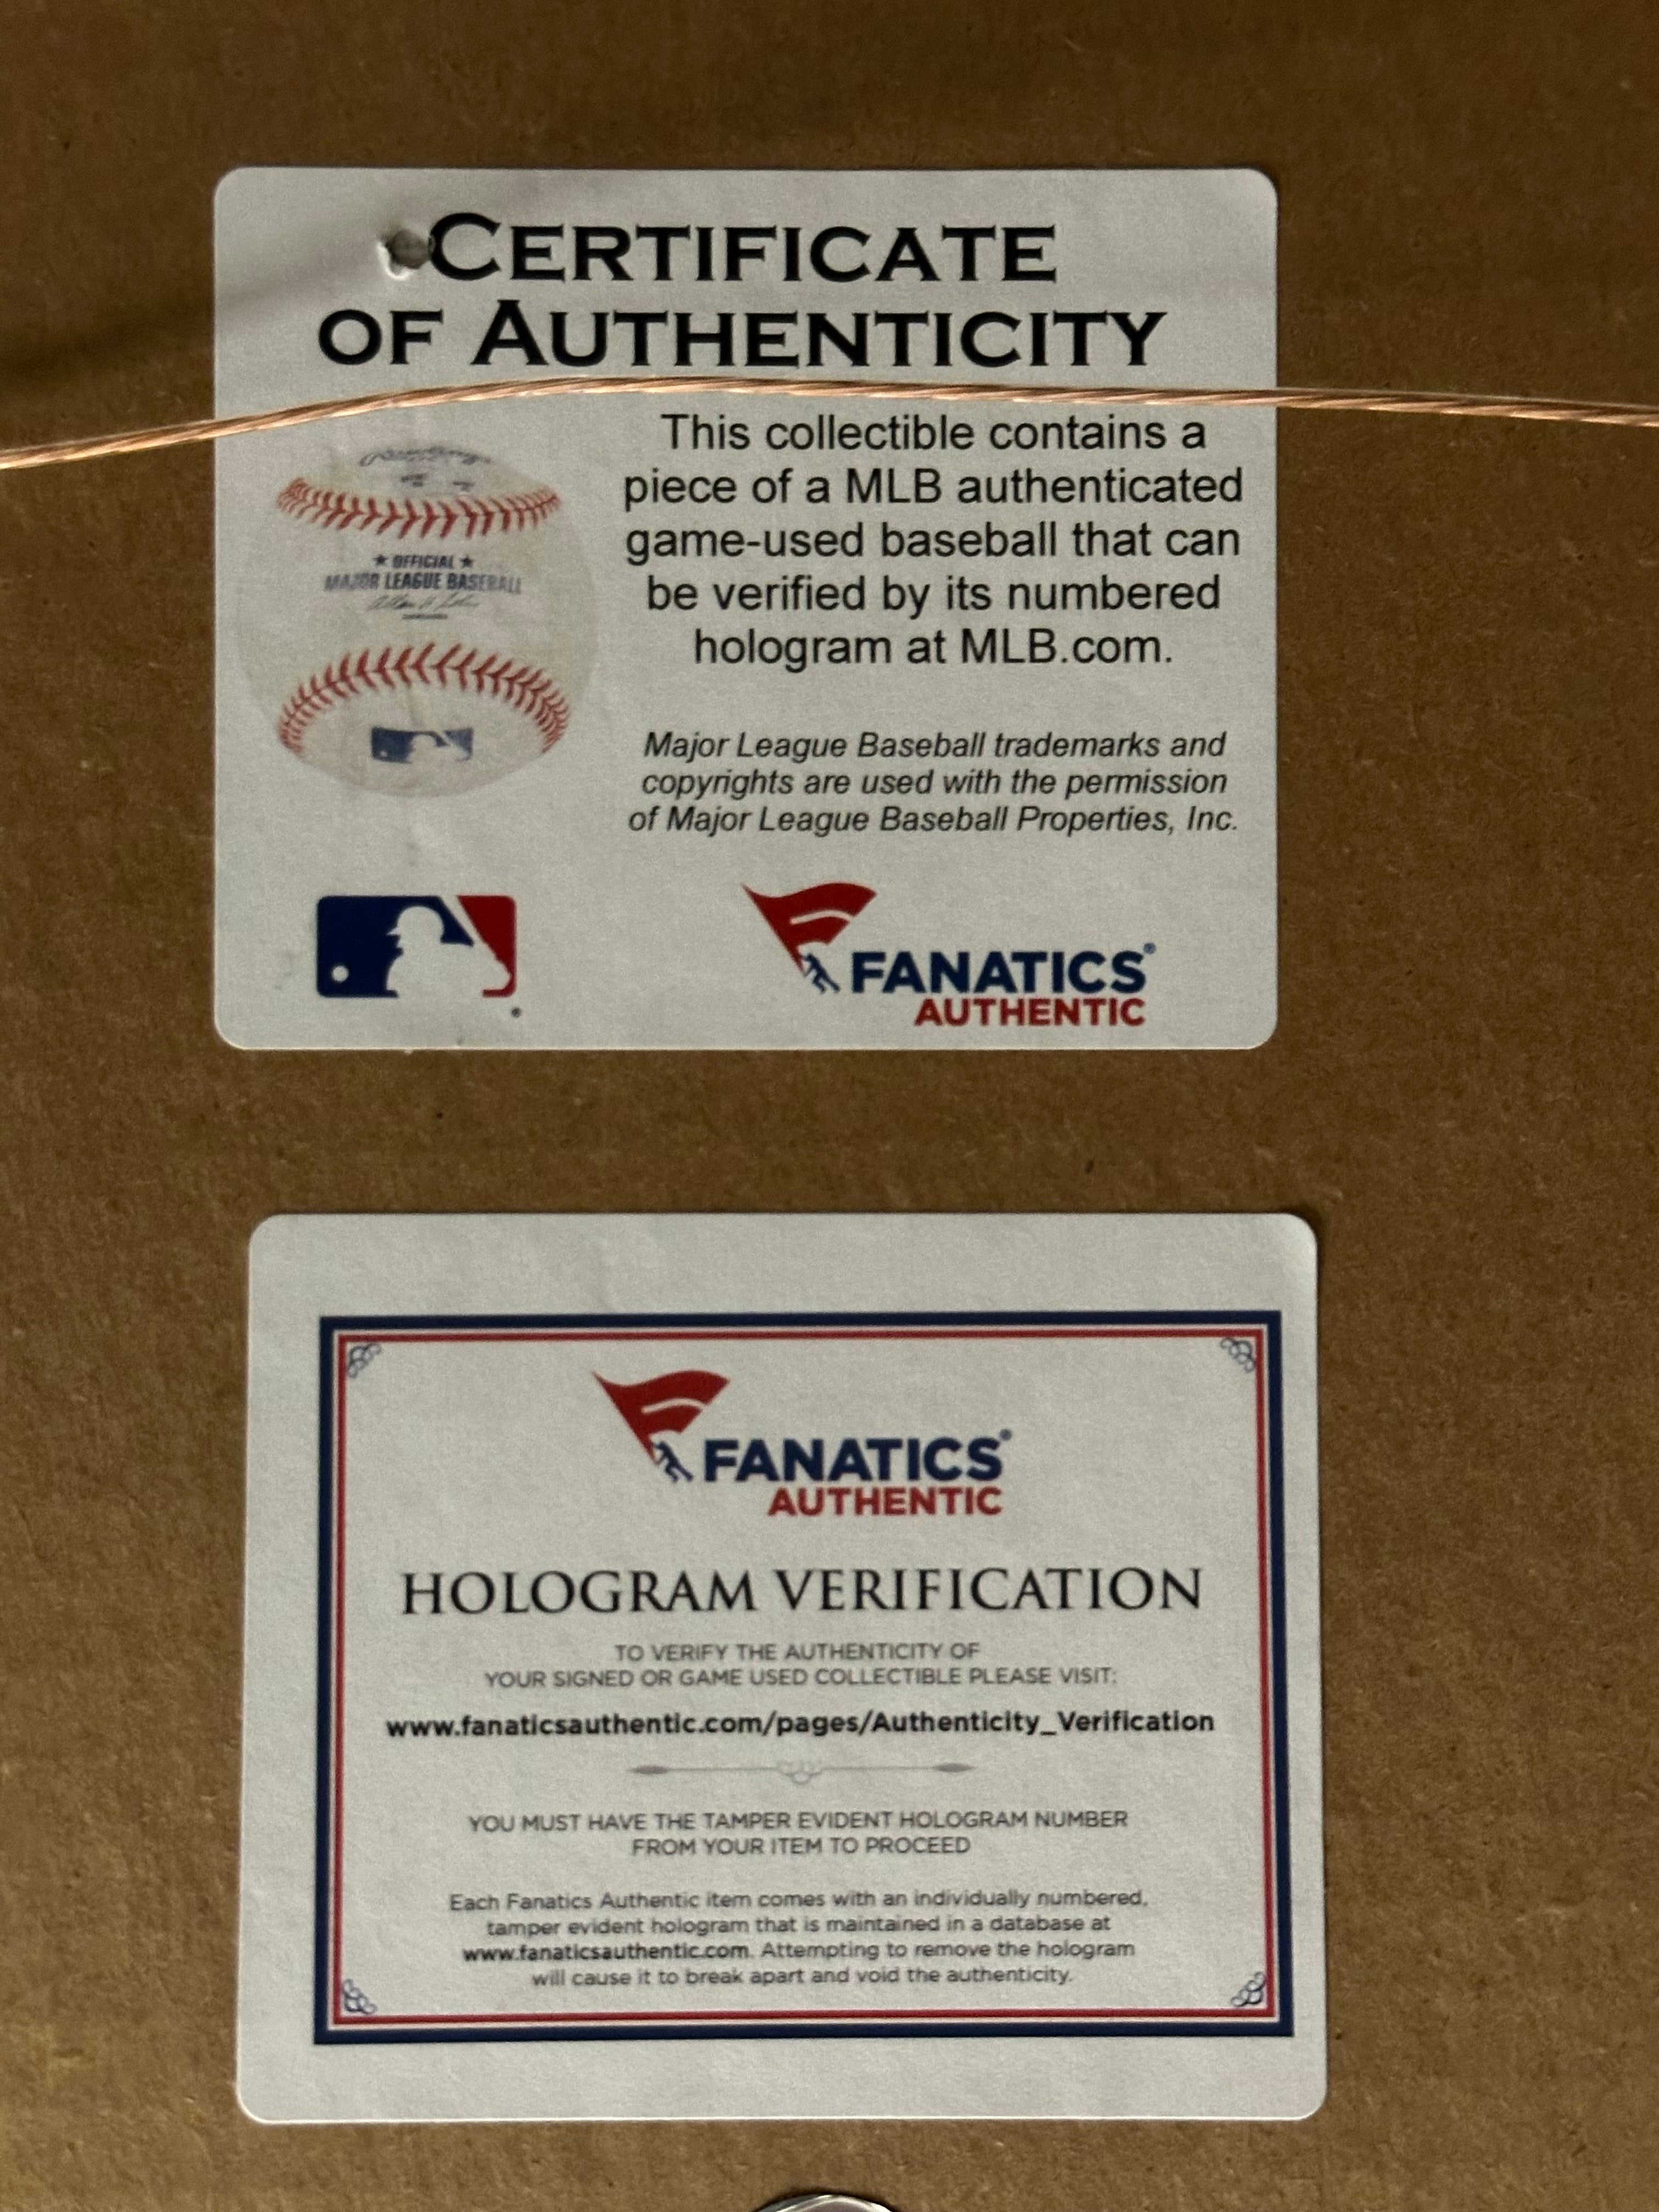 CERTIFICATE
OF AUTHENTICITY
This collectible contains a
piece of a MLB authenticated
game-used baseball that can
be verified by its numbered
hologram at MLB.com.
★ OFFICIAL ★
MAJOR LEAGUE BASEBALL
Major League Baseball trademarks and
copyrights are used with the permission
of Major League Baseball Properties, Inc.
FANATICS®
AUTHENTIC
FANATICS®
AUTHENTIC
HOLOGRAM VERIFICATION
TO VERIFY THE AUTHENTICITY OF
YOUR SIGNED OR GAME USED COLLECTIBLE PLEASE VISIT:
www.fanaticsauthentic.com/pages/Authenticity_Verification
YOU MUST HAVE THE TAMPER EVIDENT HOLOGRAM NUMBER
FROM YOUR ITEM TO PROCEED
Each Fanatics Authentic item comes with an individually numbered,
tamper evident hologram that is maintained in a database at
www.fanaticsauthentic.com. Attempting to remove the hologram
will cause it to break apart and void the authenticity.